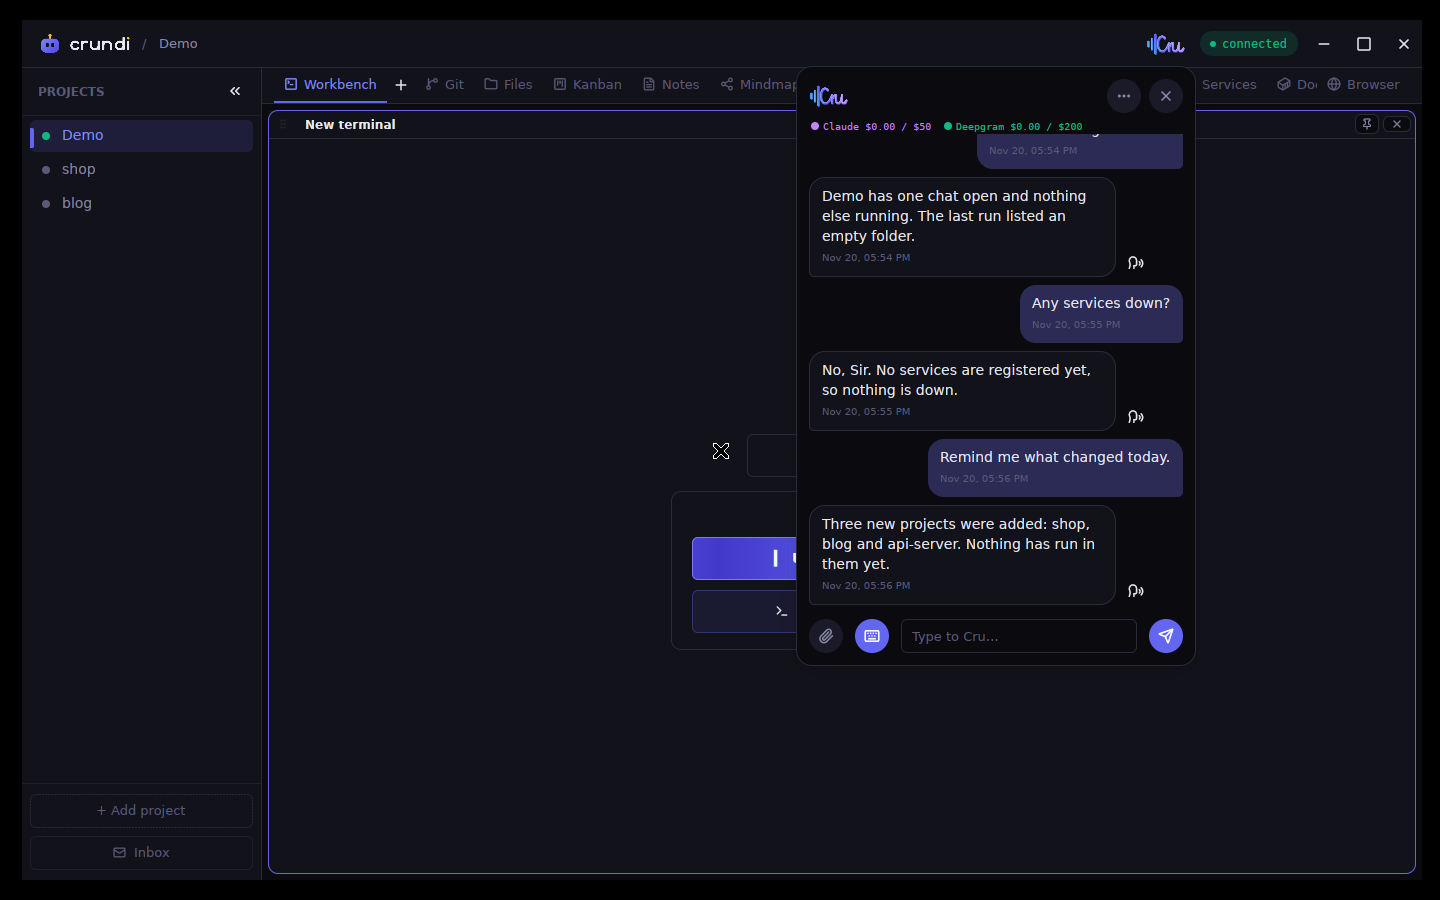 crundi / Demo
Cru
connected
PROJECTS
Demo
shop
blog
+ Add project
Inbox
Workbench
Git
Files
Kanban
Notes
Mindmap
Services
Browser
New terminal
Cru
Claude $0.00 / $50
Deepgram $0.00 / $200
Nov 20, 05:54 PM
Demo has one chat open and nothing
else running. The last run listed an
empty folder.
Nov 20, 05:54 PM
Any services down?
Nov 20, 05:55 PM
No, Sir. No services are registered yet,
so nothing is down.
Nov 20, 05:55 PM
Remind me what changed today.
Nov 20, 05:56 PM
Three new projects were added: shop,
blog and api-server. Nothing has run in
them yet.
Nov 20, 05:56 PM
Type to Cru...